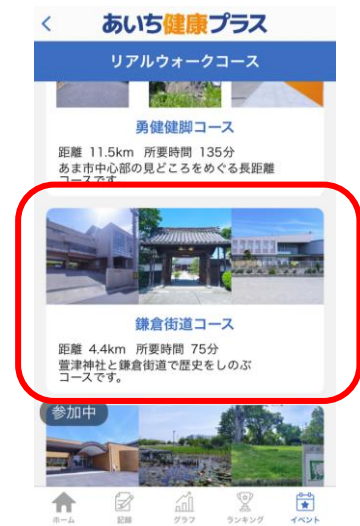 あいち健康プラス
リアルウォークコース
勇健健脚コース
距離 11.5km 所要時間 135分
あま市中心部の見どころをめぐる長距離
コースです。
鎌倉街道コース
距離 4.4km 所要時間 75分
萱津神社と鎌倉街道で歴史をしのぶ
コースです。
参加中
ホーム 記録 グラフ ランキング イベント